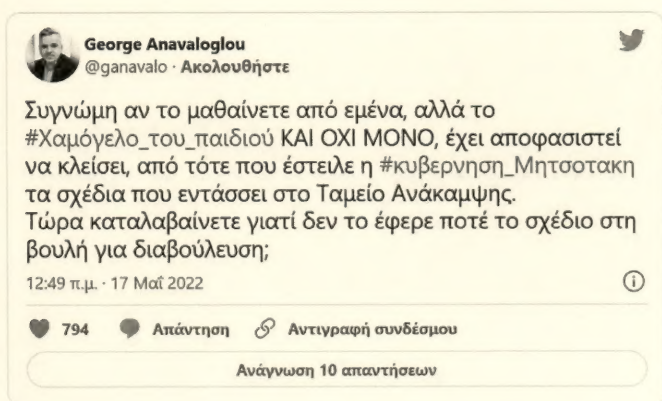 George Anavaloglou
@ganavalo · Ακολουθήστε
Συγνώμη αν το μαθαίνετε από εμένα, αλλά το
#Χαμόγελο_του_παιδιού ΚΑΙ ΟΧΙ ΜΟΝΟ, έχει αποφασιστεί
να κλείσει, από τότε που έστειλε η #κυβερνηση_Μητσοτακη
τα σχέδια που εντάσσει στο Ταμείο Ανάκαμψης.
Τώρα καταλαβαίνετε γιατί δεν το έφερε ποτέ το σχέδιο στη
βουλή για διαβούλευση;
12:49 π.μ. · 17 Μαΐ 2022
794 Απάντηση Αντιγραφή συνδέσμου
Ανάγνωση 10 απαντήσεων